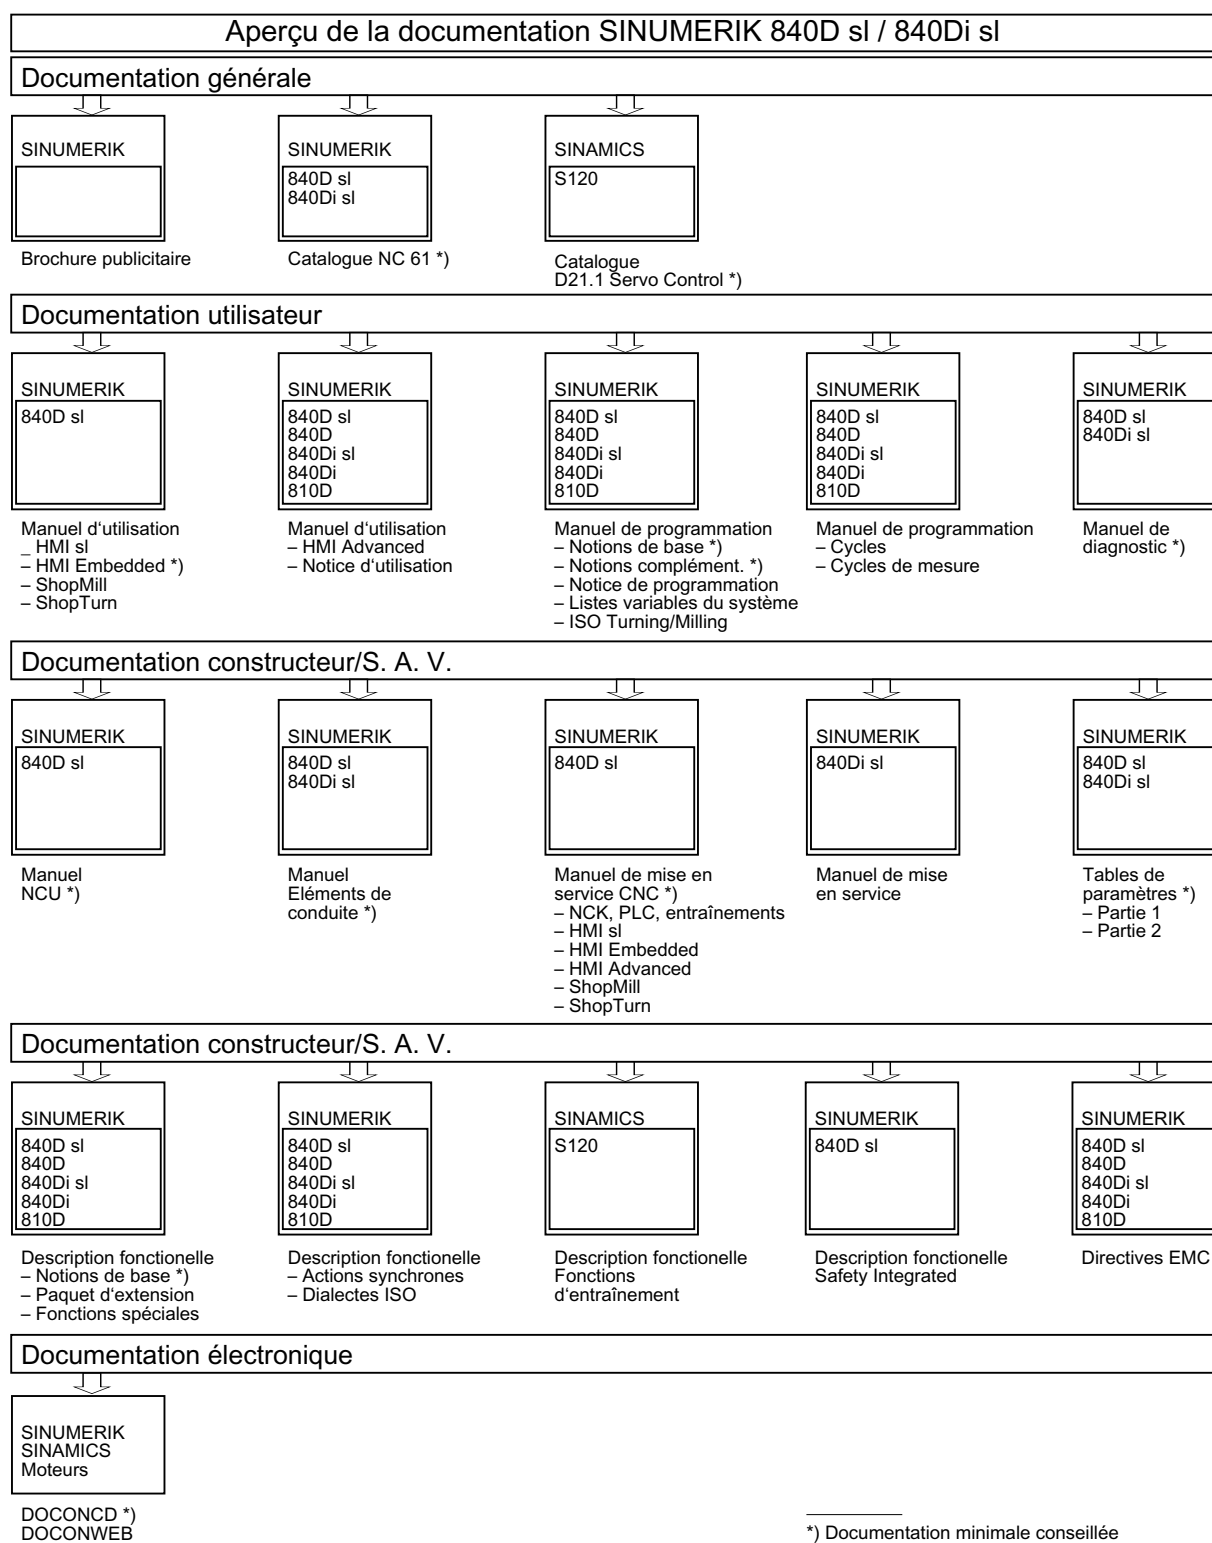 Aperçu de la documentation SINUMERIK 840D sl / 840Di sl
Documentation générale
SINUMERIK
Brochure publicitaire
SINUMERIK
840D sl
840Di sl
Catalogue NC 61 *)
SINAMICS
S120
Catalogue
D21.1 Servo Control *)
Documentation utilisateur
SINUMERIK
840D sl
Manuel d‘utilisation
_ HMI sl
– HMI Embedded *)
– ShopMill
– ShopTurn
SINUMERIK
840D sl
840D
840Di sl
840Di
810D
Manuel d‘utilisation
– HMI Advanced
– Notice d‘utilisation
SINUMERIK
840D sl
840D
840Di sl
840Di
810D
Manuel de programmation
– Notions de base *)
– Notions complément. *)
– Notice de programmation
– Listes variables du système
– ISO Turning/Milling
SINUMERIK
840D sl
840D
840Di sl
840Di
810D
Manuel de programmation
– Cycles
– Cycles de mesure
SINUMERIK
840D sl
840Di sl
Manuel de
diagnostic *)
Documentation constructeur/S. A. V.
SINUMERIK
840D sl
Manuel
NCU *)
SINUMERIK
840D sl
840Di sl
Manuel
Eléments de
conduite *)
SINUMERIK
840D sl
Manuel de mise en
service CNC *)
– NCK, PLC, entraînements
– HMI sl
– HMI Embedded
– HMI Advanced
– ShopMill
– ShopTurn
SINUMERIK
840Di sl
Manuel de mise
en service
SINUMERIK
840D sl
840Di sl
Tables de
paramètres *)
– Partie 1
– Partie 2
Documentation constructeur/S. A. V.
SINUMERIK
840D sl
840D
840Di sl
840Di
810D
Description fonctionelle
– Notions de base *)
– Paquet d‘extension
– Fonctions spéciales
SINUMERIK
840D sl
840D
840Di sl
840Di
810D
Description fonctionelle
– Actions synchrones
– Dialectes ISO
SINAMICS
S120
Description fonctionelle
Fonctions
d‘entraînement
SINUMERIK
840D sl
Description fonctionelle
Safety Integrated
SINUMERIK
840D sl
840D
840Di sl
840Di
810D
Directives EMC
Documentation électronique
SINUMERIK
SINAMICS
Moteurs
DOCONCD *)
DOCONWEB
*) Documentation minimale conseillée